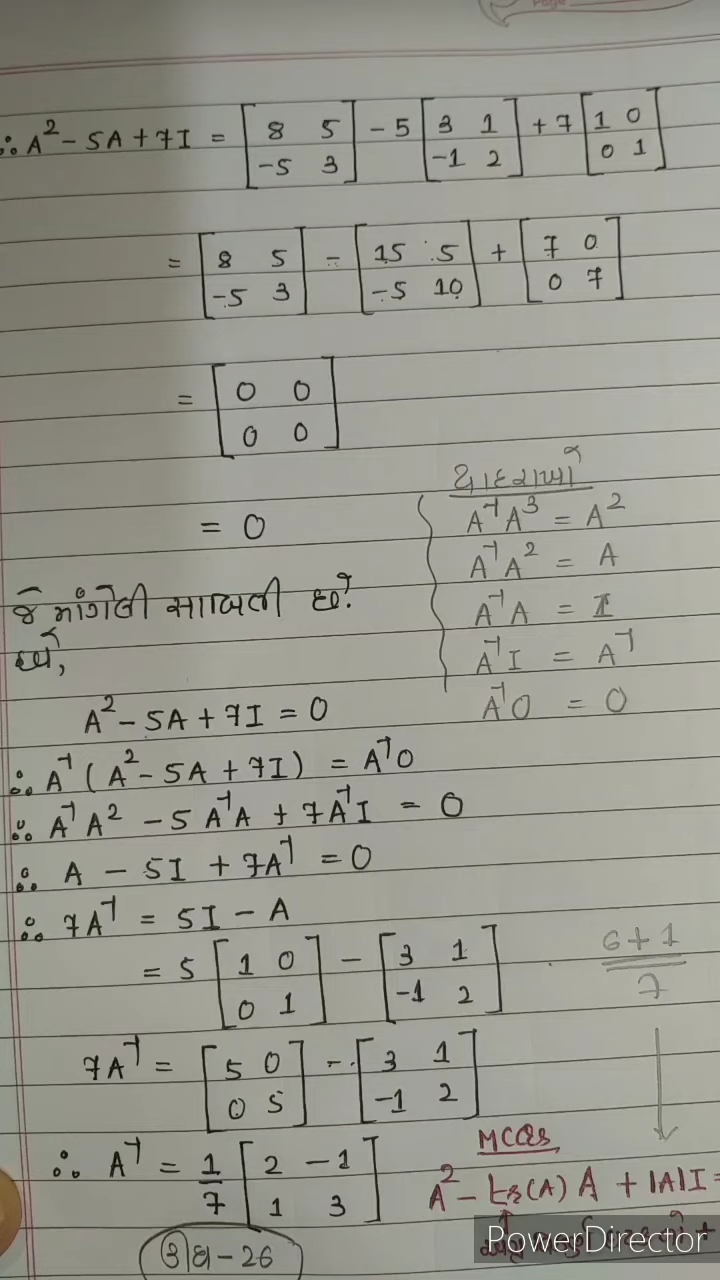 Page
∴ A² - 5A + 7I = [8 5; -5 3] - 5 [3 1; -1 2] + 7 [1 0; 0 1]
= [8 5; -5 3] - [15 5; -5 10] + [7 0; 0 7]
= [0 0; 0 0]
= 0
યાદ રાખો
A⁻¹A³ = A²
A⁻¹A² = A
A⁻¹A = I
A⁻¹I = A⁻¹
A⁻¹O = O
જે માંગેલી સાબિતી છે.
હવે,
A² - 5A + 7I = 0
∴ A⁻¹ (A² - 5A + 7I) = A⁻¹O
∴ A⁻¹A² - 5A⁻¹A + 7A⁻¹I = 0
∴ A - 5I + 7A⁻¹ = 0
∴ 7A⁻¹ = 5I - A
= 5 [1 0; 0 1] - [3 1; -1 2]
6+1
7
7A⁻¹ = [5 0; 0 5] - [3 1; -1 2]
∴ A⁻¹ = 1/7 [2 -1; 1 3]
MCQs
A² - tr(A) A + |A|I =
26
PowerDirector